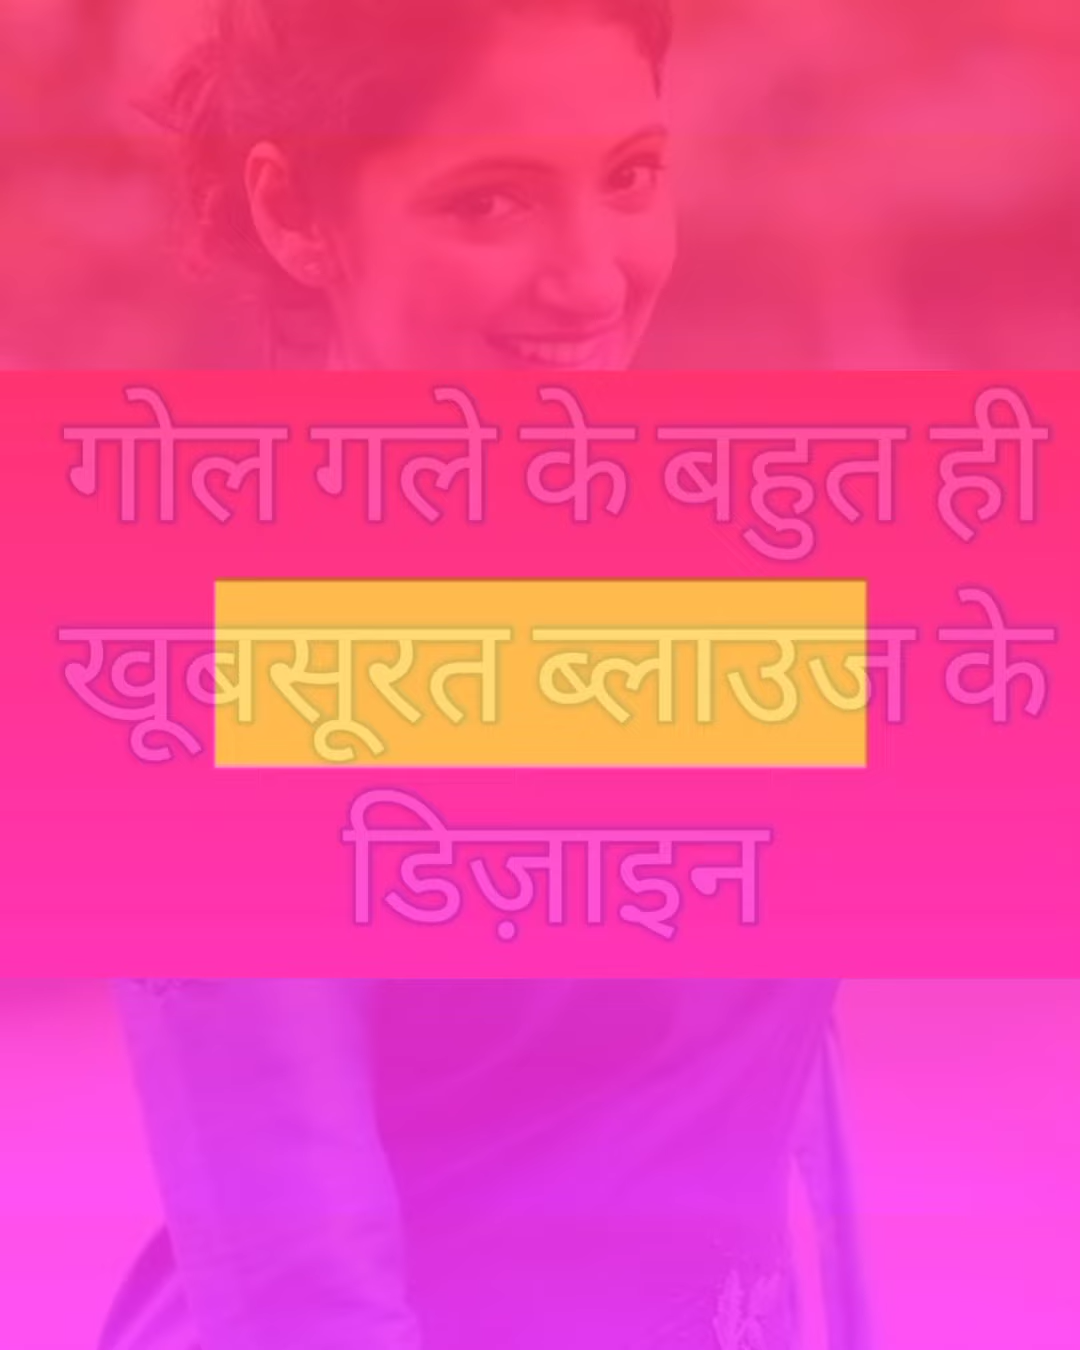 गोल गले के बहुत ही
खूबसूरत ब्लाउज के
डिज़ाइन